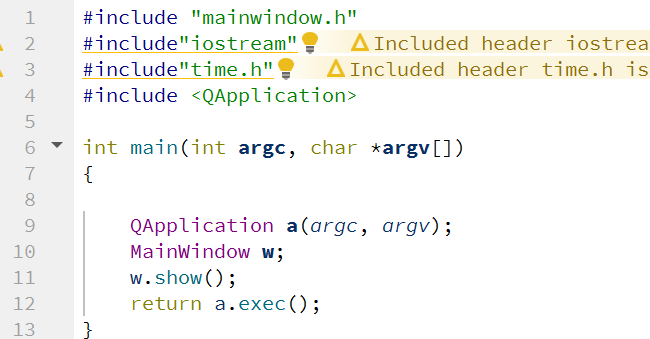 1 #include "mainwindow.h"
2 #include"iostream" Included header iostrea
3 #include"time.h" Included header time.h is
4 #include <QApplication>
5
6 int main(int argc, char *argv[])
7 {
8
9 QApplication a(argc, argv);
10 MainWindow w;
11 w.show();
12 return a.exec();
13 }